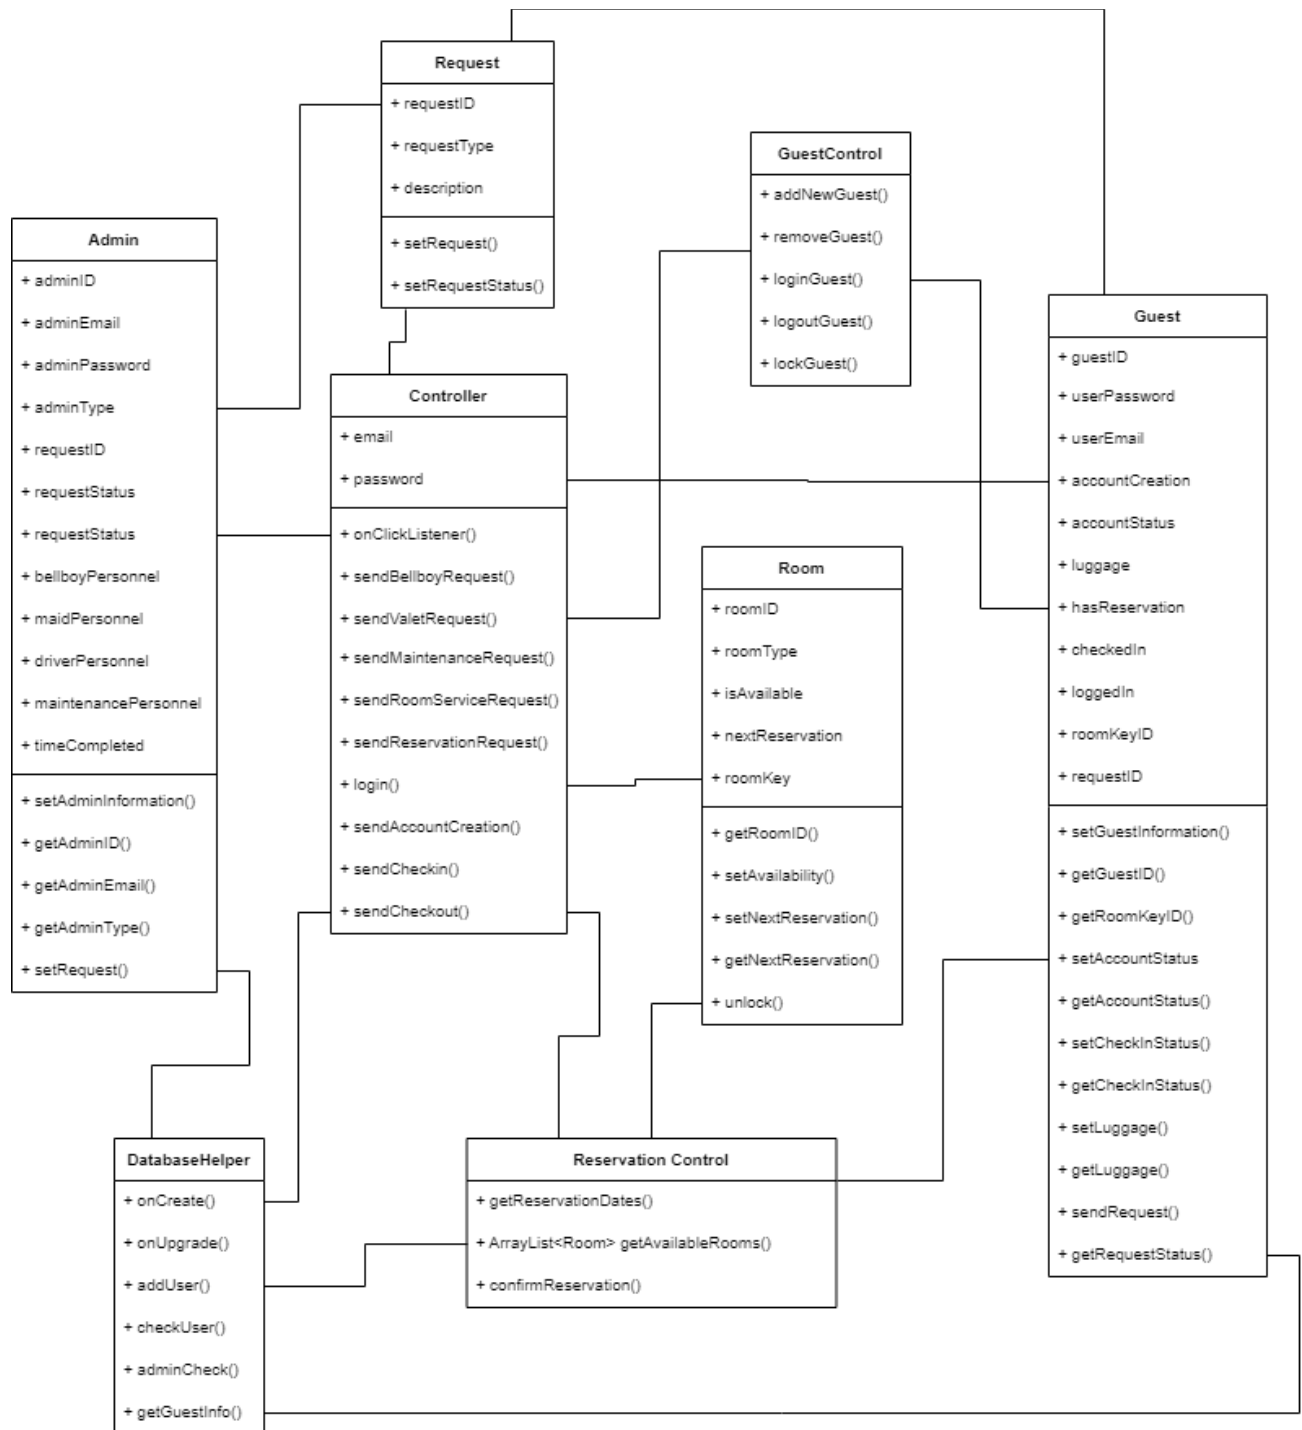 Request
+ requestID
+ requestType
+ description
+ setRequest()
+ setRequestStatus()
GuestControl
+ addNewGuest()
+ removeGuest()
+ loginGuest()
+ logoutGuest()
+ lockGuest()
Admin
+ adminID
+ adminEmail
+ adminPassword
+ adminType
+ requestID
+ requestStatus
+ requestStatus
+ bellboyPersonnel
+ maidPersonnel
+ driverPersonnel
+ maintenancePersonnel
+ timeCompleted
+ setAdminInformation()
+ getAdminID()
+ getAdminEmail()
+ getAdminType()
+ setRequest()
Controller
+ email
+ password
+ onClickListener()
+ sendBellboyRequest()
+ sendValetRequest()
+ sendMaintenanceRequest()
+ sendRoomServiceRequest()
+ sendReservationRequest()
+ login()
+ sendAccountCreation()
+ sendCheckin()
+ sendCheckout()
Room
+ roomID
+ roomType
+ isAvailable
+ nextReservation
+ roomKey
+ getRoomID()
+ setAvailability()
+ setNextReservation()
+ getNextReservation()
+ unlock()
Guest
+ guestID
+ userPassword
+ userEmail
+ accountCreation
+ accountStatus
+ luggage
+ hasReservation
+ checkedIn
+ loggedIn
+ roomKeyID
+ requestID
+ setGuestInformation()
+ getGuestID()
+ getRoomKeyID()
+ setAccountStatus
+ getAccountStatus()
+ setCheckInStatus()
+ getCheckInStatus()
+ setLuggage()
+ getLuggage()
+ sendRequest()
+ getRequestStatus()
DatabaseHelper
+ onCreate()
+ onUpgrade()
+ addUser()
+ checkUser()
+ adminCheck()
+ getGuestInfo()
Reservation Control
+ getReservationDates()
+ ArrayList<Room> getAvailableRooms()
+ confirmReservation()